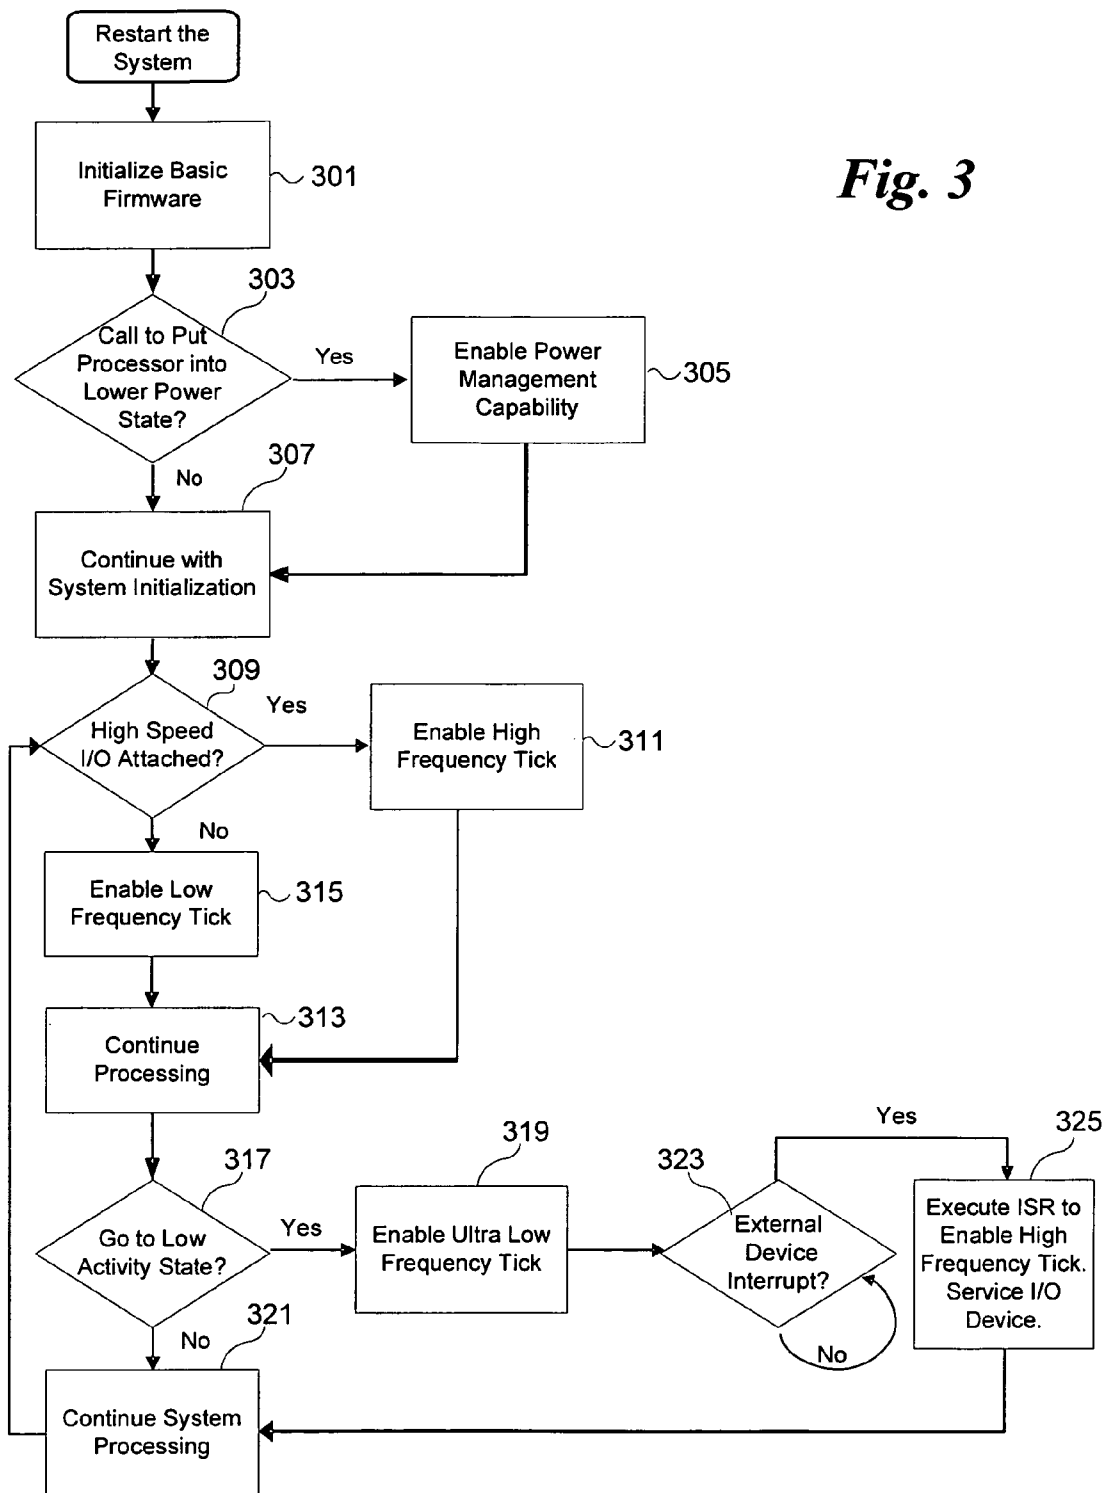 Restart the
System
Initialize Basic
Firmware
301
Fig. 3
303
Call to Put
Processor into
Lower Power
State?
Yes
Enable Power
Management
Capability
305
No
307
Continue with
System Initialization
309
High Speed
I/O Attached?
Yes
Enable High
Frequency Tick
311
No
Enable Low
Frequency Tick
315
313
Continue
Processing
317
Go to Low
Activity State?
Yes
319
Enable Ultra Low
Frequency Tick
323
External
Device
Interrupt?
Yes
No
325
Execute ISR to
Enable High
Frequency Tick.
Service I/O
Device.
No
321
Continue System
Processing